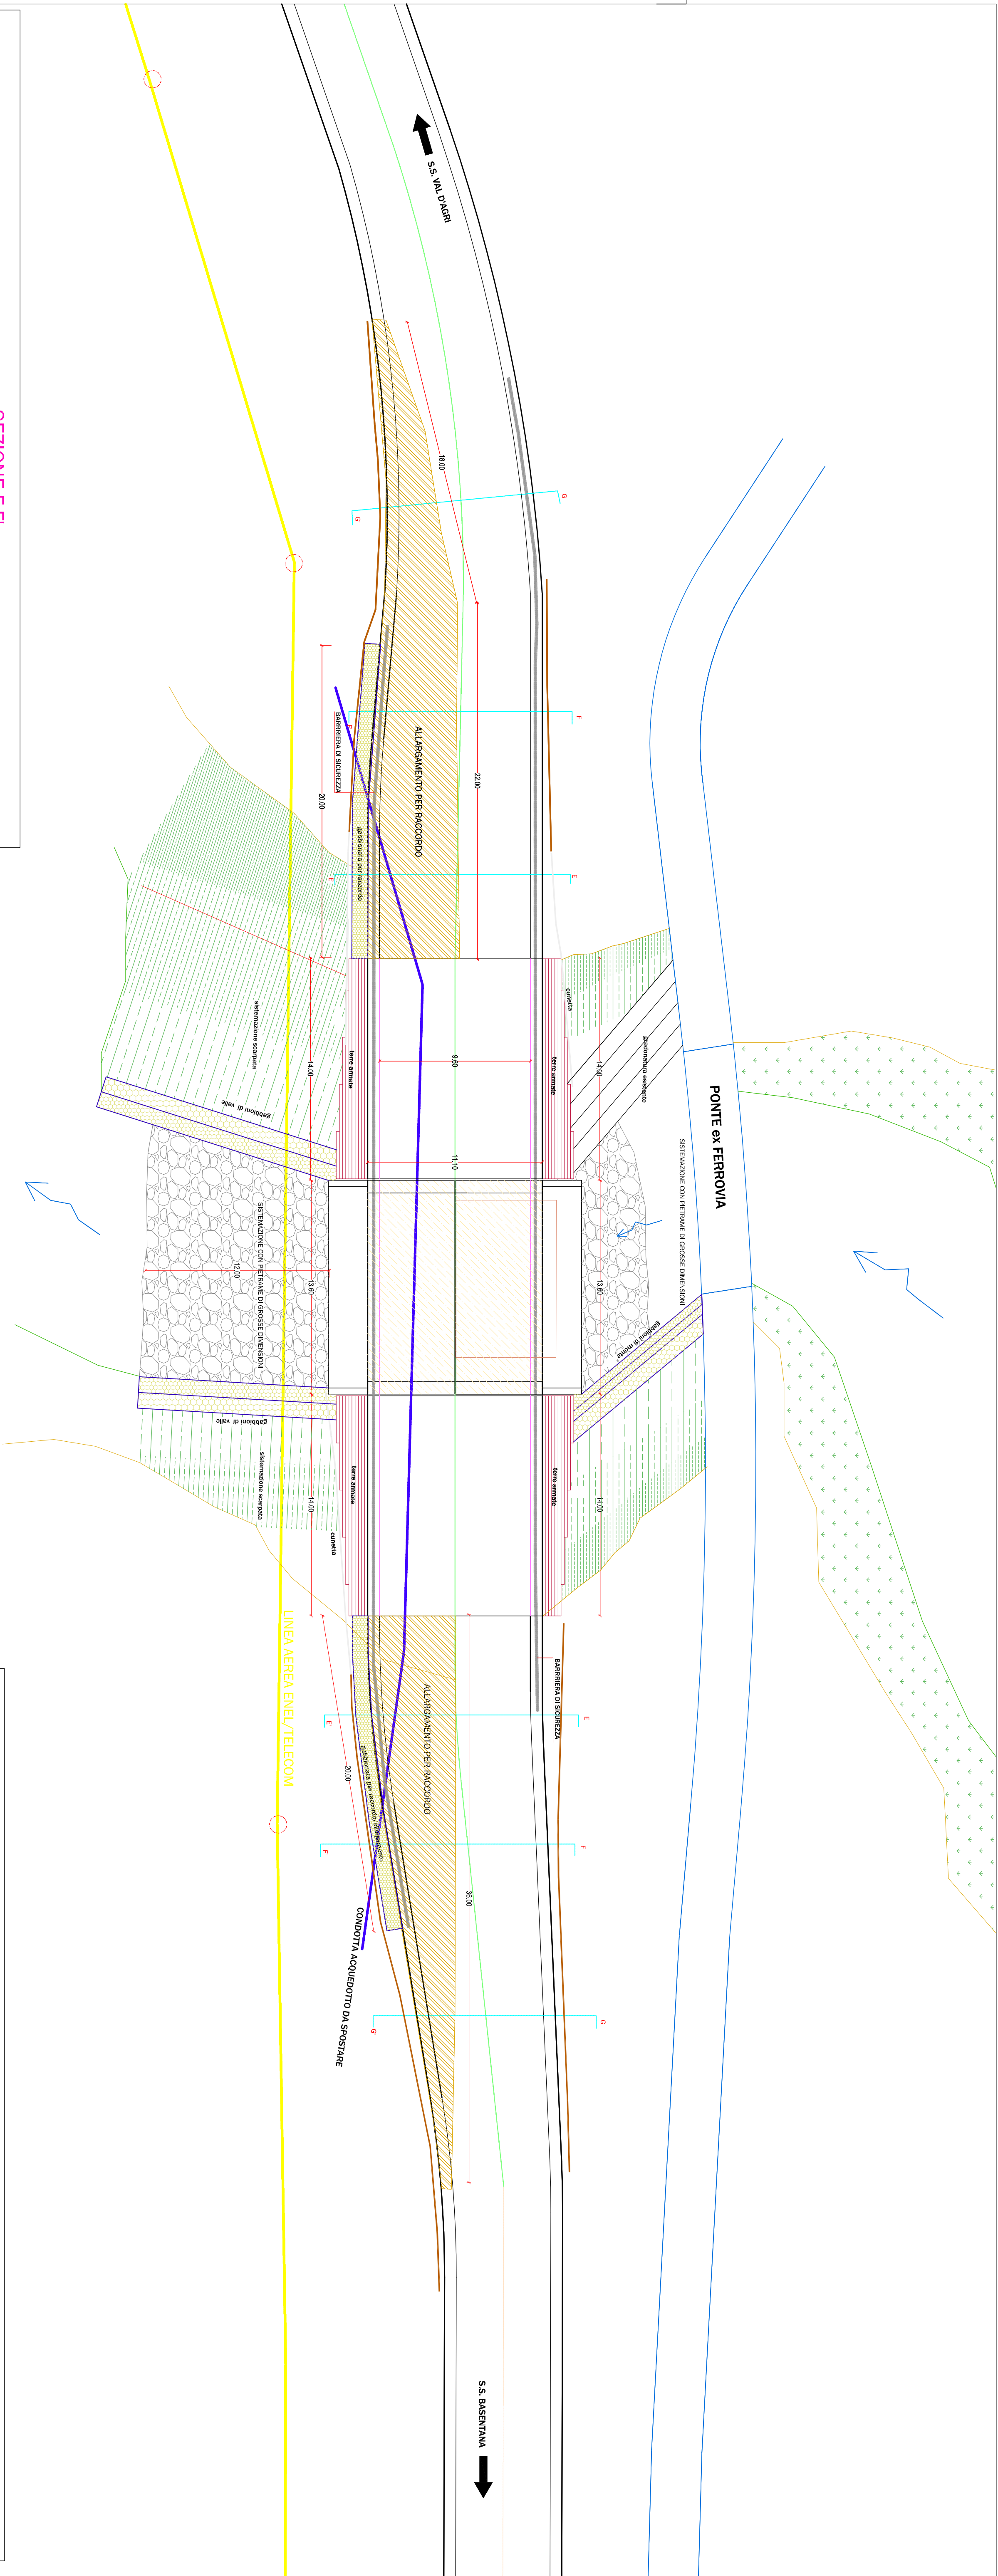 S.S. VAL D'AGRI
18.00
G
G'
F
22.00
BARRRIERA DI SICUREZZA
ALLARGAMENTO PER RACCORDO
20.00
gabbionata per raccordo
E
E'
cunetta
sistemazione scarpata
14.00
terre armate
9.60
terre armate
14.00
gradonatura esistente
PONTE ex FERROVIA
gabbioni di valle
11.10
SISTEMAZIONE CON PIETRAME DI GROSSE DIMENSIONI
SISTEMAZIONE CON PIETRAME DI GROSSE DIMENSIONI
12.00
13.60
13.60
gabbioni di monte
gabbioni di valle
sistemazione scarpata
14.00
terre armate
terre armate
14.00
cunetta
LINEA AEREA ENEL/TELECOM
BARRRIERA DI SICUREZZA
ALLARGAMENTO PER RACCORDO
E
E'
20.00
F
F'
36.00
CONDOTTA ACQUEDOTTO DA SPOSTARE
G
G'
S.S. BASENTANA